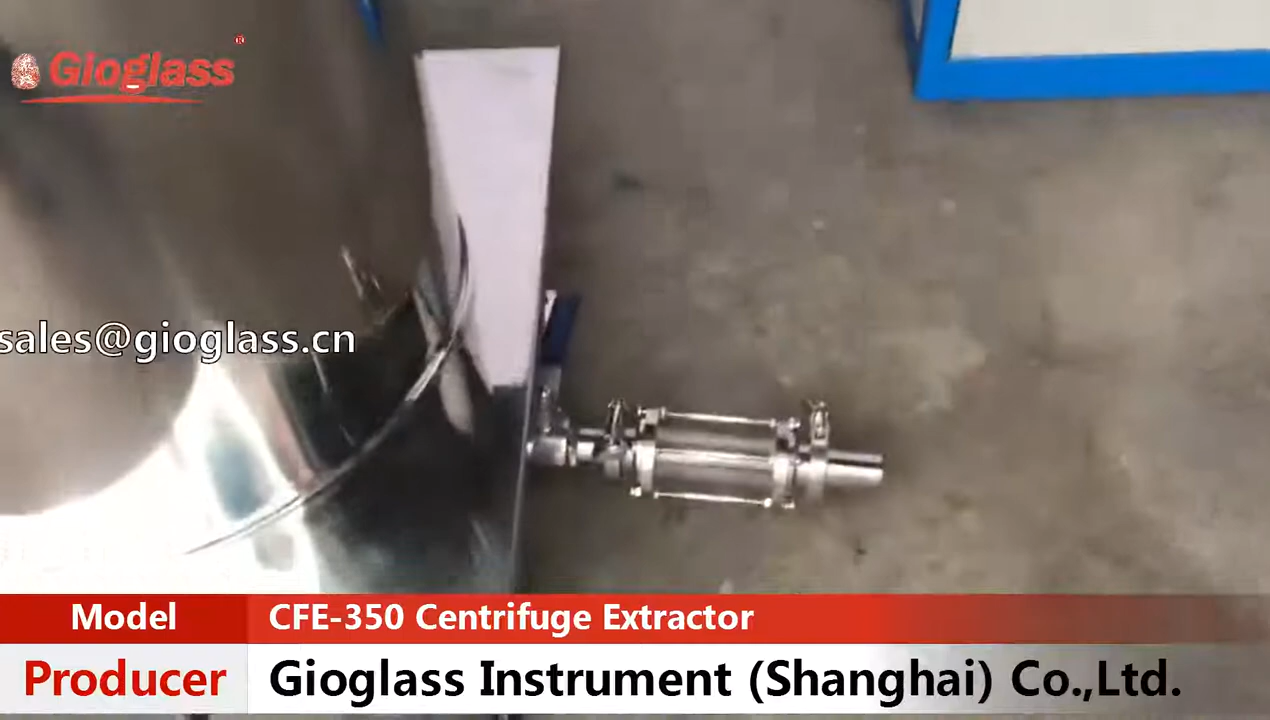 Gioglass®
sales@gioglass.cn
Model CFE-350 Centrifuge Extractor
Producer Gioglass Instrument (Shanghai) Co.,Ltd.